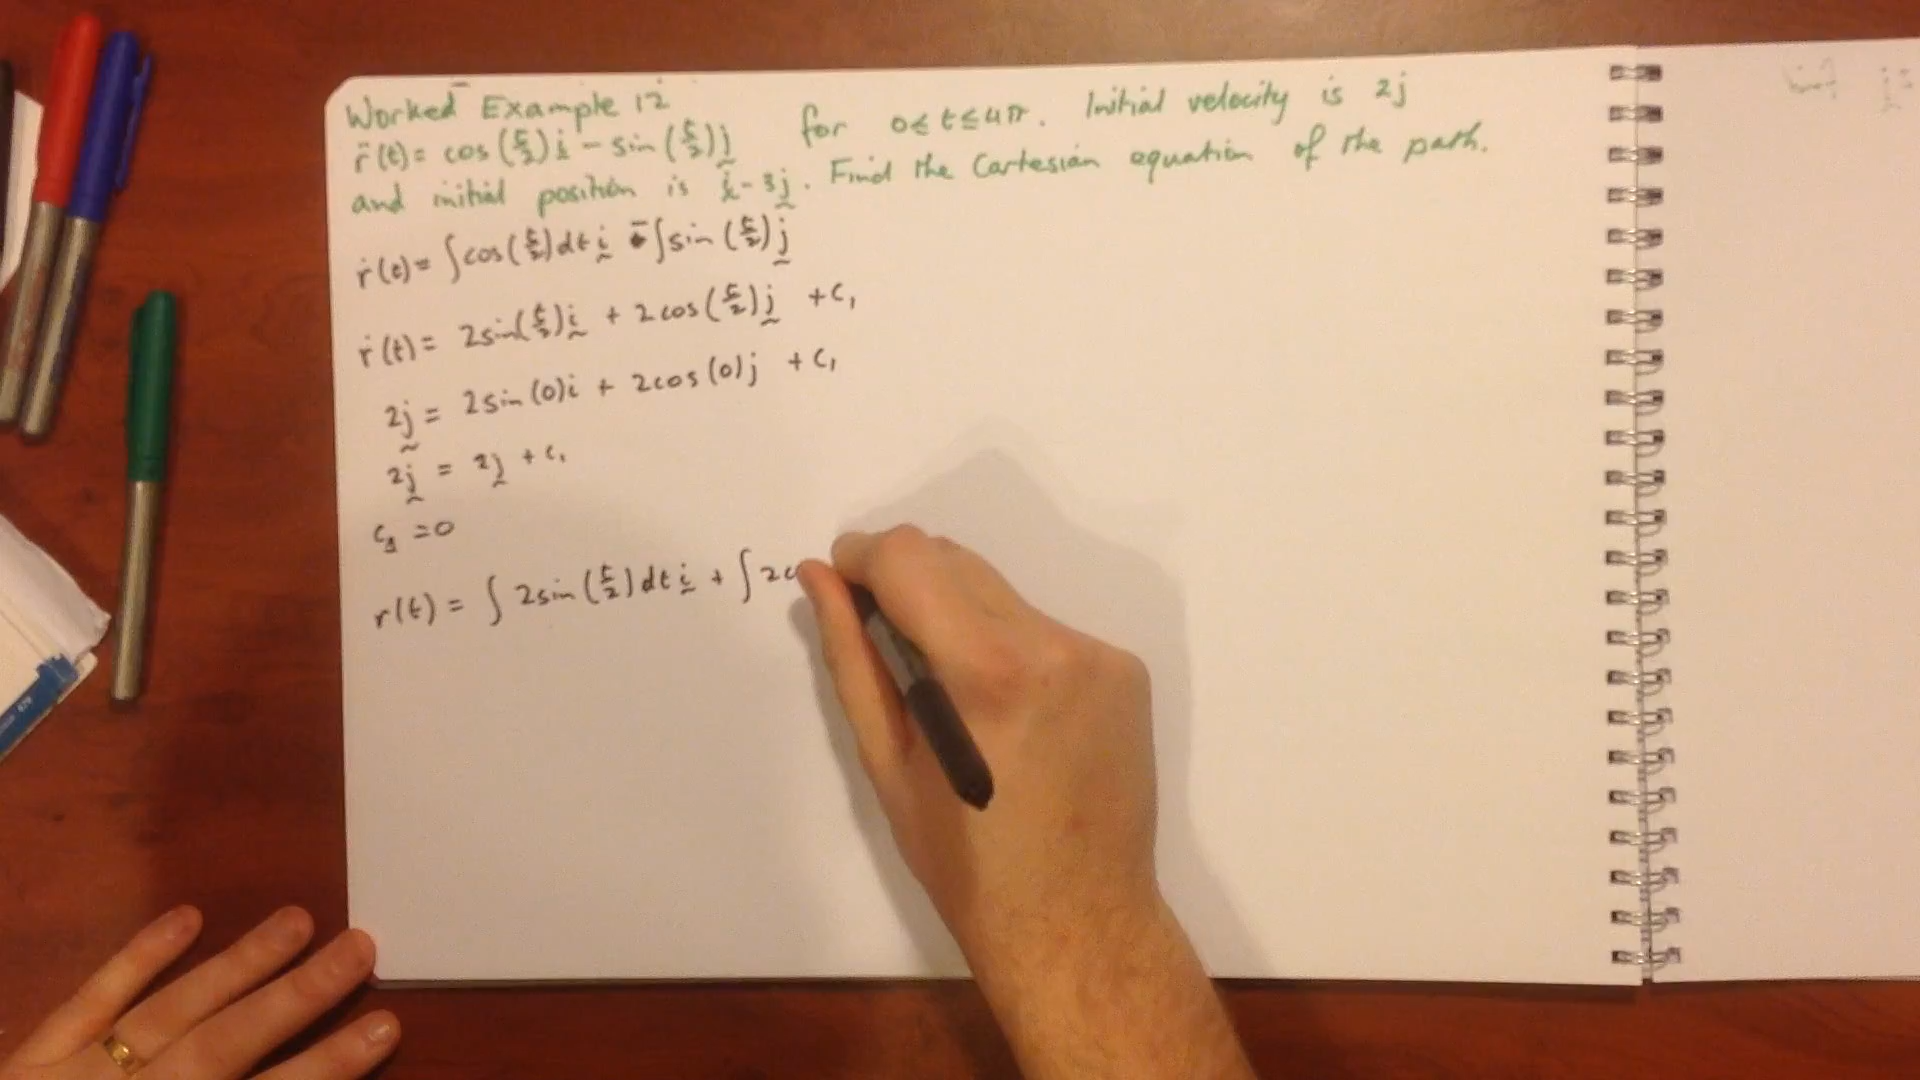 Worked Example 12
r̈(t) = cos(t/2)i - sin(t/2)j for 0≤t≤4π. Initial velocity is 2j
and initial position is i-3j. Find the Cartesian equation of the path.
ṙ(t) = ∫cos(t/2)dt i - ∫sin(t/2)j
ṙ(t) = 2sin(t/2)i + 2cos(t/2)j + c₁
2j = 2sin(0)i + 2cos(0)j + c₁
2j = 2j + c₁
c₁ = 0
r(t) = ∫2sin(t/2)dt i + ∫2c